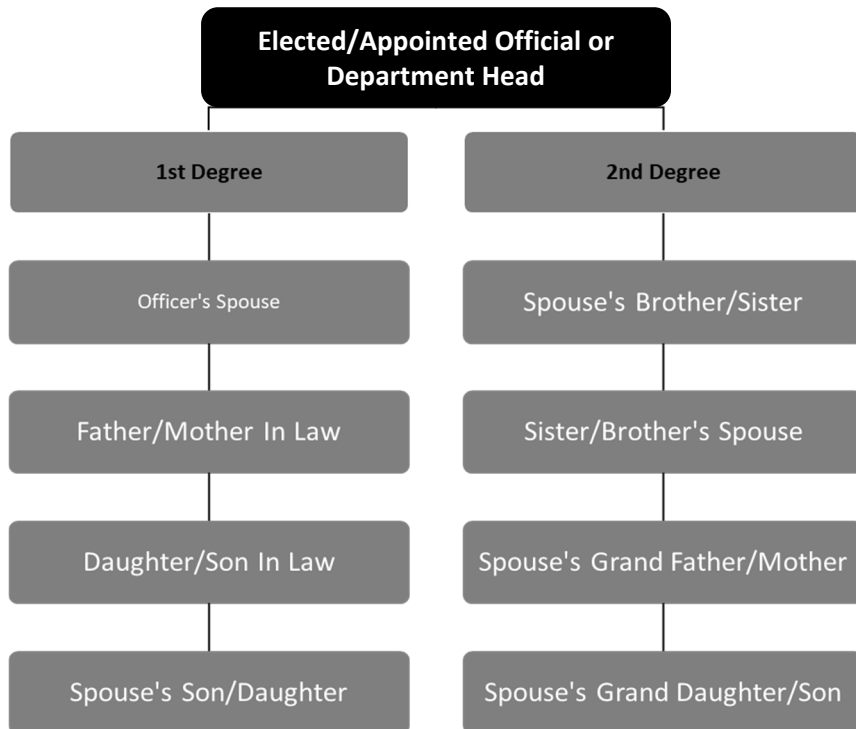 Elected/Appointed Official or
Department Head
1st Degree
2nd Degree
Officer's Spouse
Spouse's Brother/Sister
Father/Mother In Law
Sister/Brother's Spouse
Daughter/Son In Law
Spouse's Grand Father/Mother
Spouse's Son/Daughter
Spouse's Grand Daughter/Son